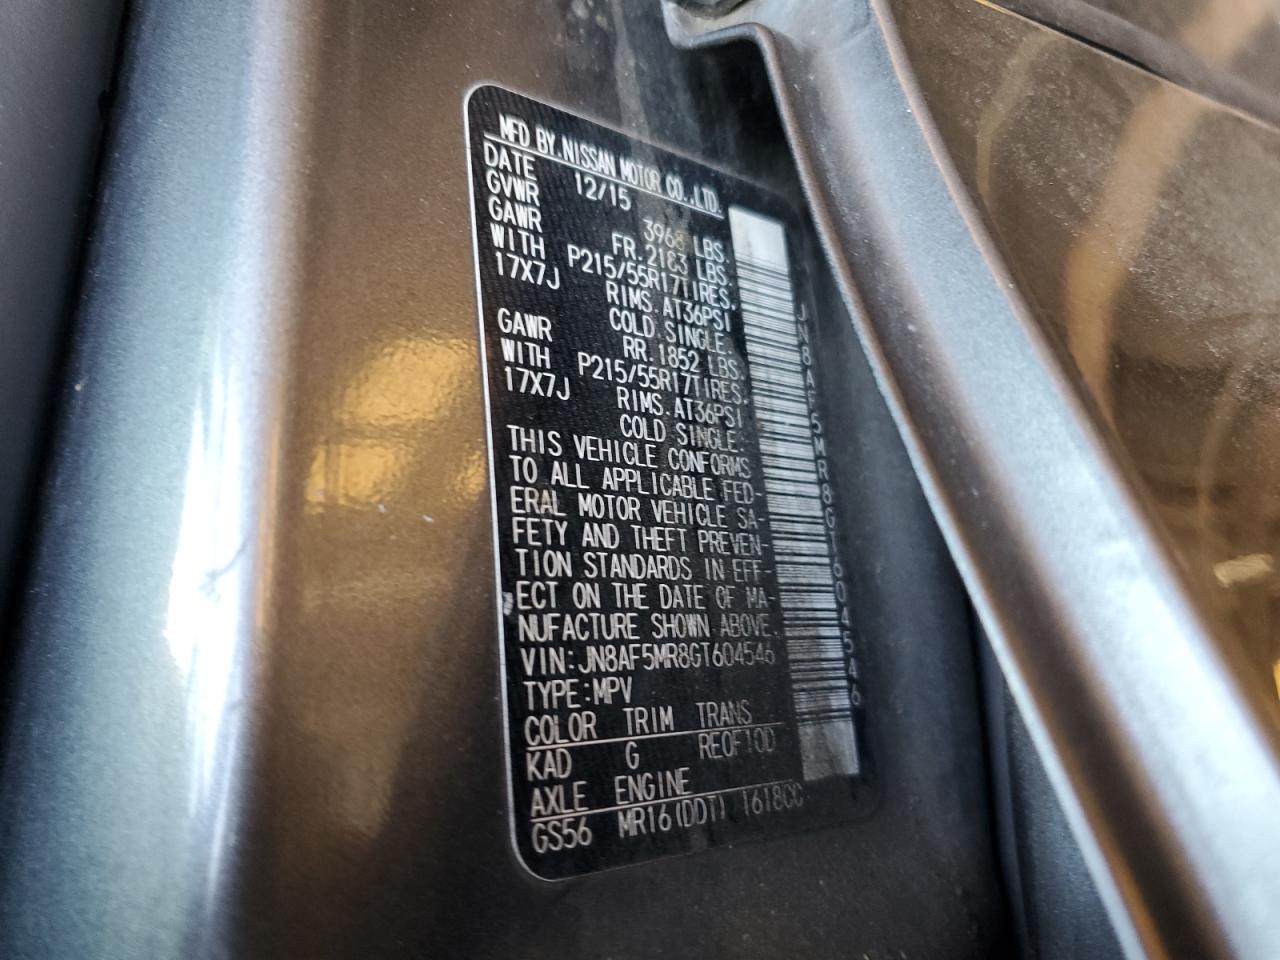 MFD BY.NISSAN MOTOR CO.,LTD.
DATE 12/15
GVWR 3968 LBS.
GAWR FR.2183 LBS.
WITH P215/55R17TIRES.
17X7J RIMS.AT36PSI
COLD.SINGLE.
GAWR RR.1852 LBS.
WITH P215/55R17TIRES.
17X7J RIMS.AT36PSI
COLD SINGLE.
THIS VEHICLE CONFORMS
TO ALL APPLICABLE FED-
ERAL MOTOR VEHICLE SA-
FETY AND THEFT PREVEN-
TION STANDARDS IN EFF-
ECT ON THE DATE OF MA-
NUFACTURE SHOWN ABOVE.
VIN:JN8AF5MR8GT604546
TYPE:MPV
COLOR TRIM TRANS
KAD G RE0F10D
AXLE ENGINE
GS56 MR16(DDT) 1618CC
JN8AF5MR8GT604546